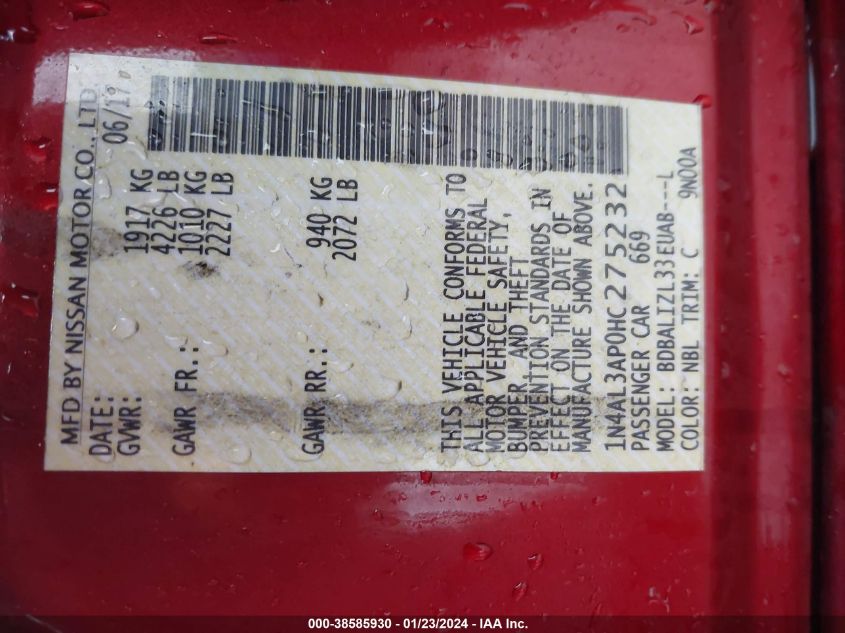 MFD BY NISSAN MOTOR CO., LTD
DATE: 06/17
GVWR: 1917 KG
4226 LB
GAWR FR.: 1010 KG
2227 LB
GAWR RR.: 940 KG
2072 LB
THIS VEHICLE CONFORMS TO
ALL APPLICABLE FEDERAL
MOTOR VEHICLE SAFETY,
BUMPER AND THEFT
PREVENTION STANDARDS IN
EFFECT ON THE DATE OF
MANUFACTURE SHOWN ABOVE.
1N4AL3AP0HC275232
PASSENGER CAR 669
MODEL: BDBALIZL33EUAB---L
COLOR: NBL TRIM: C 9N00A
000-38585930 - 01/23/2024 - IAA Inc.